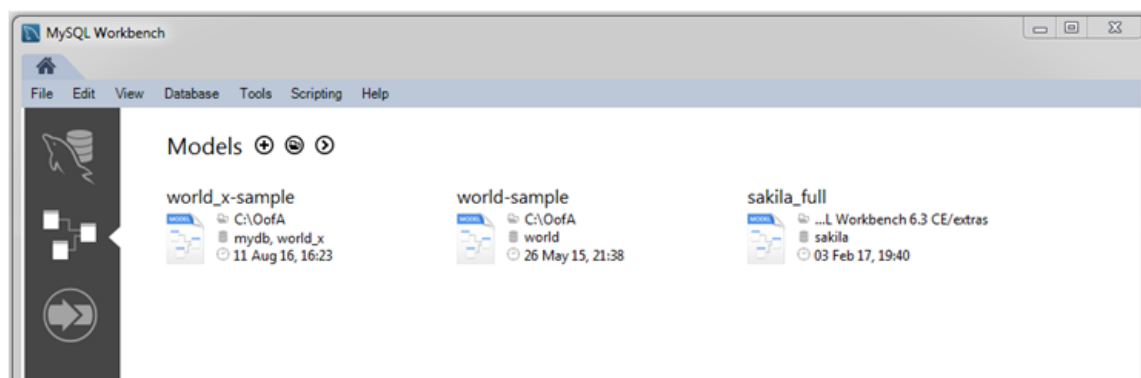 MySQL Workbench
File Edit View Database Tools Scripting Help
Models
world_x-sample
MODEL
C:\OofA
mydb, world_x
11 Aug 16, 16:23
world-sample
MODEL
C:\OofA
world
26 May 15, 21:38
sakila_full
MODEL
...L Workbench 6.3 CE/extras
sakila
03 Feb 17, 19:40